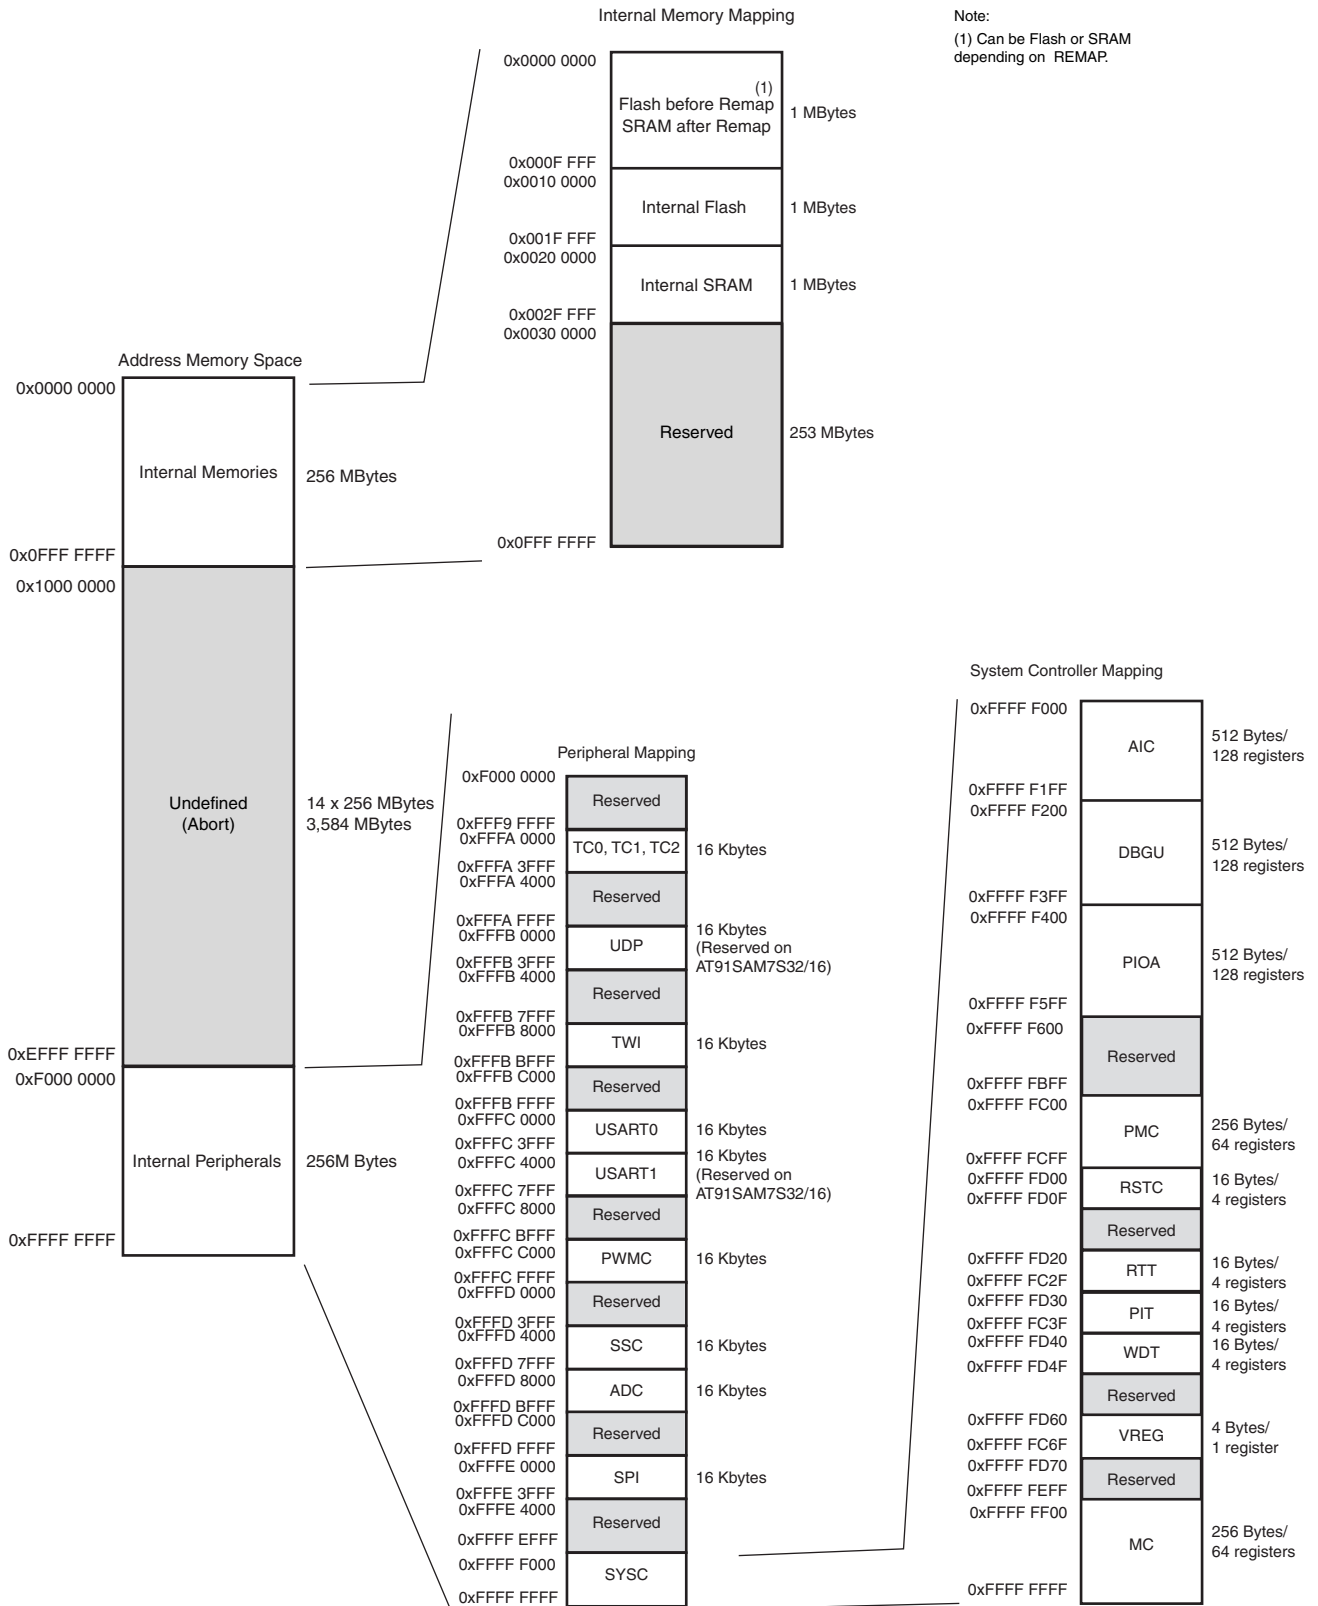 Internal Memory Mapping
Note:
(1) Can be Flash or SRAM
depending on REMAP.
0x0000 0000
(1)
Flash before Remap
SRAM after Remap
1 MBytes
0x000F FFF
0x0010 0000
Internal Flash
1 MBytes
0x001F FFF
0x0020 0000
Internal SRAM
1 MBytes
0x002F FFF
0x0030 0000
Reserved
253 MBytes
0x0FFF FFFF
Address Memory Space
0x0000 0000
Internal Memories
256 MBytes
0x0FFF FFFF
0x1000 0000
Undefined
(Abort)
14 x 256 MBytes
3,584 MBytes
0xEFFF FFFF
0xF000 0000
Internal Peripherals
256M Bytes
0xFFFF FFFF
Peripheral Mapping
0xF000 0000
Reserved
0xFFF9 FFFF
0xFFFA 0000
TC0, TC1, TC2
16 Kbytes
0xFFFA 3FFF
0xFFFA 4000
Reserved
0xFFFA FFFF
0xFFFB 0000
UDP
16 Kbytes
(Reserved on
AT91SAM7S32/16)
0xFFFB 3FFF
0xFFFB 4000
Reserved
0xFFFB 7FFF
0xFFFB 8000
TWI
16 Kbytes
0xFFFB BFFF
0xFFFB C000
Reserved
0xFFFB FFFF
0xFFFC 0000
USART0
16 Kbytes
0xFFFC 3FFF
0xFFFC 4000
USART1
16 Kbytes
(Reserved on
AT91SAM7S32/16)
0xFFFC 7FFF
0xFFFC 8000
Reserved
0xFFFC BFFF
0xFFFC C000
PWMC
16 Kbytes
0xFFFC FFFF
0xFFFD 0000
Reserved
0xFFFD 3FFF
0xFFFD 4000
SSC
16 Kbytes
0xFFFD 7FFF
0xFFFD 8000
ADC
16 Kbytes
0xFFFD BFFF
0xFFFD C000
Reserved
0xFFFD FFFF
0xFFFE 0000
SPI
16 Kbytes
0xFFFE 3FFF
0xFFFE 4000
Reserved
0xFFFF EFFF
0xFFFF F000
SYSC
0xFFFF FFFF
System Controller Mapping
0xFFFF F000
AIC
512 Bytes/
128 registers
0xFFFF F1FF
0xFFFF F200
DBGU
512 Bytes/
128 registers
0xFFFF F3FF
0xFFFF F400
PIOA
512 Bytes/
128 registers
0xFFFF F5FF
0xFFFF F600
Reserved
0xFFFF FBFF
0xFFFF FC00
PMC
256 Bytes/
64 registers
0xFFFF FCFF
0xFFFF FD00
RSTC
16 Bytes/
4 registers
0xFFFF FD0F
Reserved
0xFFFF FD20
RTT
16 Bytes/
4 registers
0xFFFF FC2F
0xFFFF FD30
PIT
16 Bytes/
4 registers
0xFFFF FC3F
0xFFFF FD40
WDT
16 Bytes/
4 registers
0xFFFF FD4F
Reserved
0xFFFF FD60
VREG
4 Bytes/
1 register
0xFFFF FC6F
0xFFFF FD70
Reserved
0xFFFF FEFF
0xFFFF FF00
MC
256 Bytes/
64 registers
0xFFFF FFFF